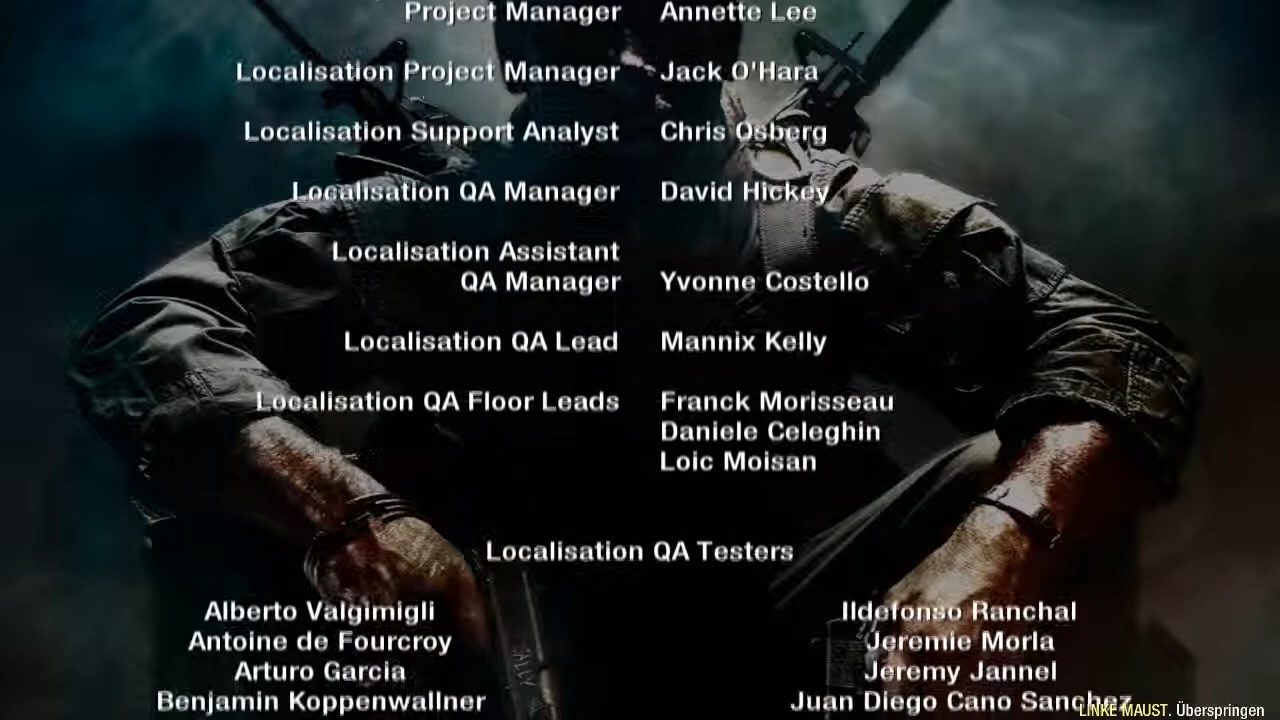 Project Manager Annette Lee
Localisation Project Manager Jack O'Hara
Localisation Support Analyst Chris Osberg
Localisation QA Manager David Hickey
Localisation Assistant
QA Manager Yvonne Costello
Localisation QA Lead Mannix Kelly
Localisation QA Floor Leads Franck Morisseau
Daniele Celeghin
Loic Moisan
Localisation QA Testers
Alberto Valgimigli Ildefonso Ranchal
Antoine de Fourcroy Jeremie Morla
Arturo Garcia Jeremy Jannel
Benjamin Koppenwallner Juan Diego Cano Sanchez
LINKE MAUST. Überspringen